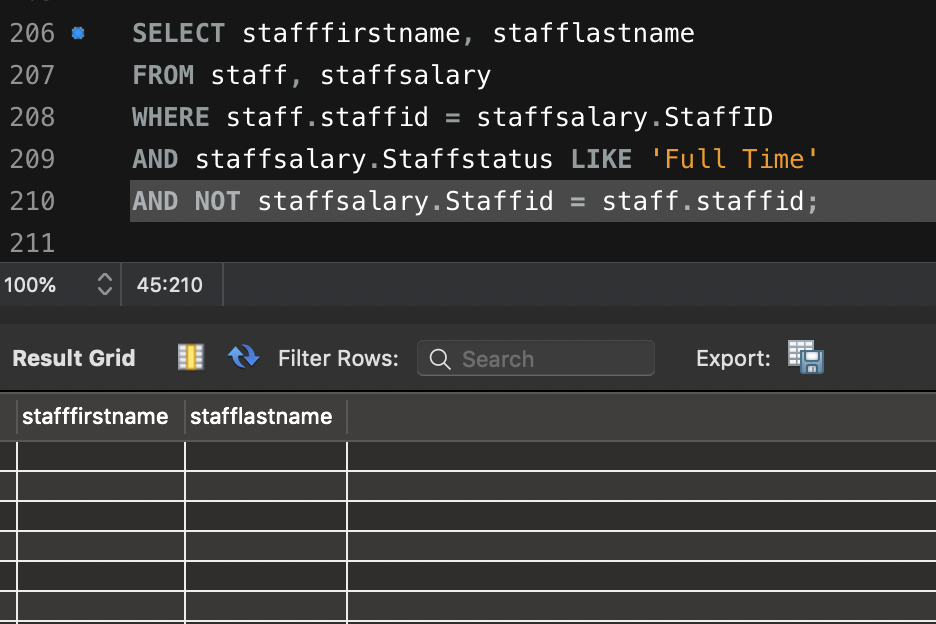 206 SELECT stafffirstname, stafflastname
207 FROM staff, staffsalary
208 WHERE staff.staffid = staffsalary.StaffID
209 AND staffsalary.Staffstatus LIKE 'Full Time'
210 AND NOT staffsalary.Staffid = staff.staffid;
211
100% 45:210
Result Grid Filter Rows: Search Export:
stafffirstname stafflastname